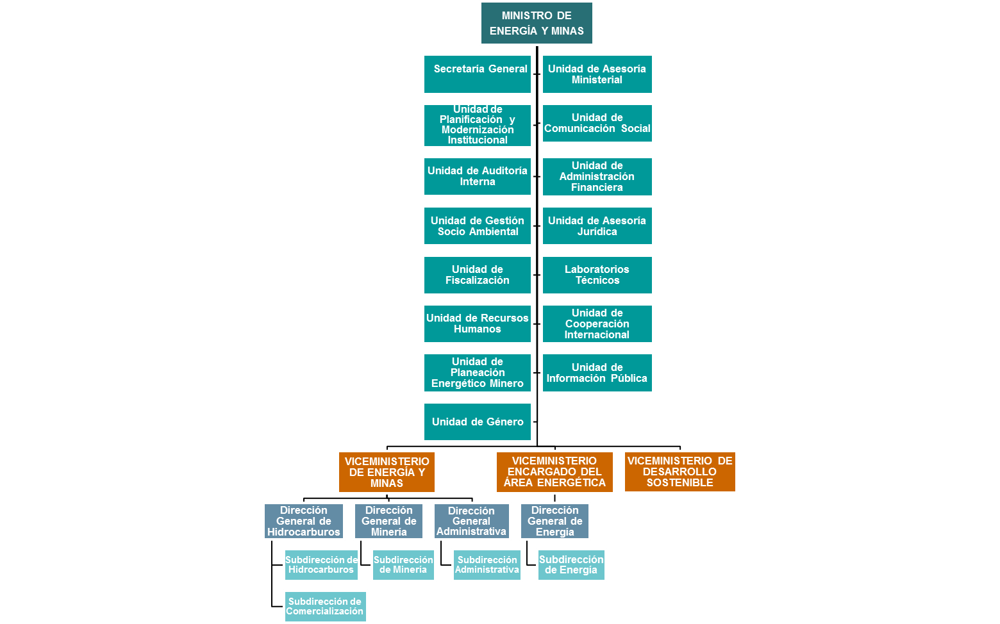 MINISTRO DE
ENERGÍA Y MINAS
Secretaría General
Unidad de Asesoría
Ministerial
Unidad de
Planificación y
Modernización
Institucional
Unidad de
Comunicación Social
Unidad de Auditoría
Interna
Unidad de
Administración
Financiera
Unidad de Gestión
Socio Ambiental
Unidad de Asesoría
Jurídica
Unidad de
Fiscalización
Laboratorios
Técnicos
Unidad de Recursos
Humanos
Unidad de
Cooperación
Internacional
Unidad de
Planeación
Energético Minero
Unidad de
Información Pública
Unidad de Género
VICEMINISTERIO
DE ENERGÍA Y
MINAS
VICEMINISTERIO
ENCARGADO DEL
ÁREA ENERGÉTICA
VICEMINISTERIO DE
DESARROLLO
SOSTENIBLE
Dirección
General de
Hidrocarburos
Dirección
General de
Minería
Dirección
General
Administrativa
Dirección
General de
Energía
Subdirección de
Hidrocarburos
Subdirección
de Minería
Subdirección
Administrativa
Subdirección
de Energía
Subdirección de
Comercialización